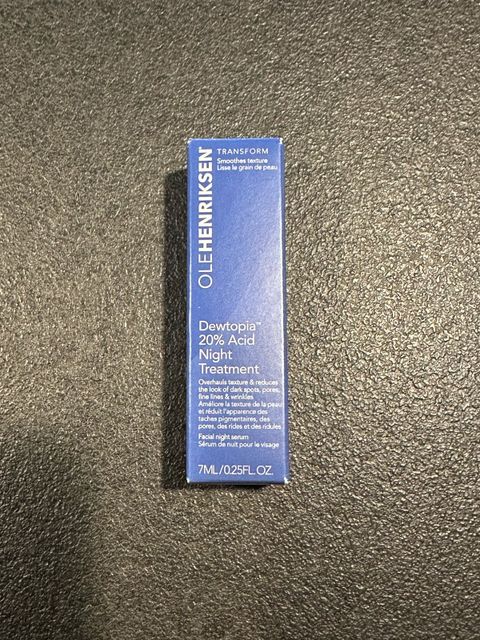 OLEHENRIKSEN™
TRANSFORM
Smoothes texture
Lisse le grain de peau
Dewtopia™
20% Acid
Night
Treatment
Overhauls texture & reduces
the look of dark spots, pores,
fine lines & wrinkles
Améliore la texture de la peau
et réduit l'apparence des
taches pigmentaires, des
pores, des rides et des ridules
Facial night serum
Sérum de nuit pour le visage
7ML/0.25FL.OZ.